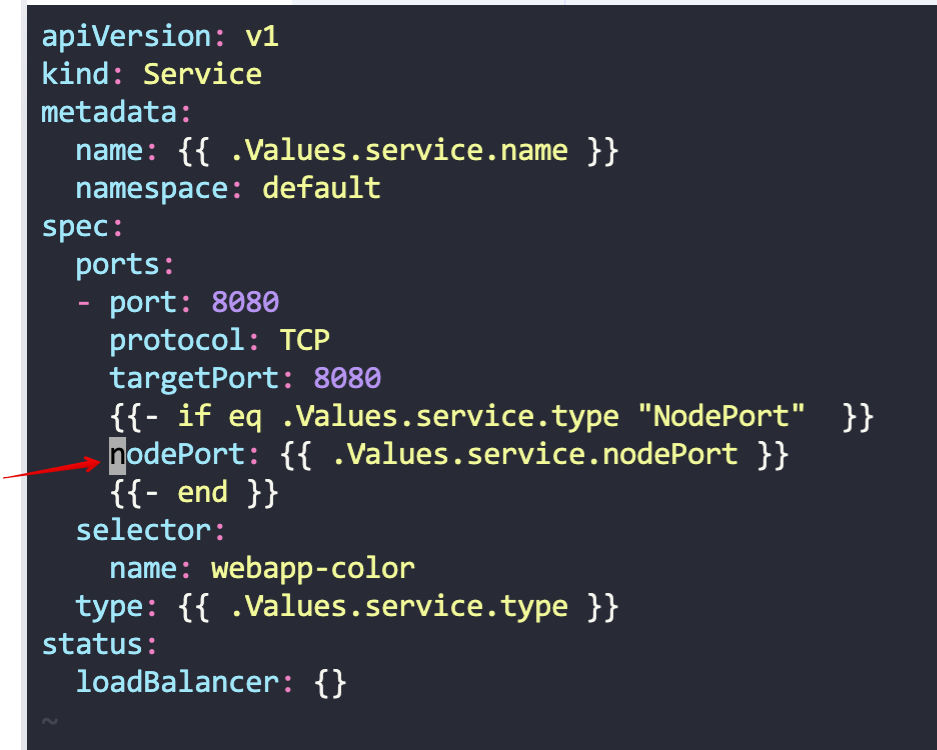 apiVersion: v1
kind: Service
metadata:
  name: {{ .Values.service.name }}
  namespace: default
spec:
  ports:
  - port: 8080
    protocol: TCP
    targetPort: 8080
    {{- if eq .Values.service.type "NodePort"  }}
    nodePort: {{ .Values.service.nodePort }}
    {{- end }}
  selector:
    name: webapp-color
  type: {{ .Values.service.type }}
status:
  loadBalancer: {}
~